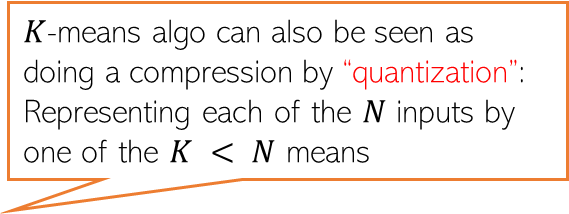 K-means algo can also be seen as
doing a compression by “quantization”:
Representing each of the N inputs by
one of the K < N means